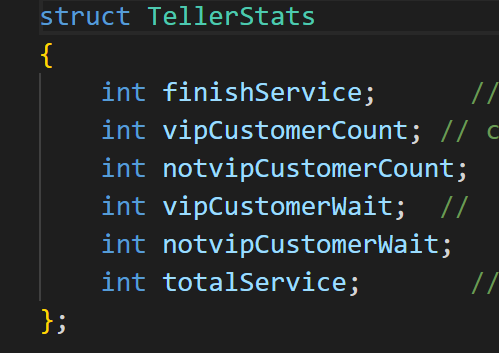 struct TellerStats
{
int finishService; //
int vipCustomerCount; // c
int notvipCustomerCount;
int vipCustomerWait; //
int notvipCustomerWait;
int totalService; //
};